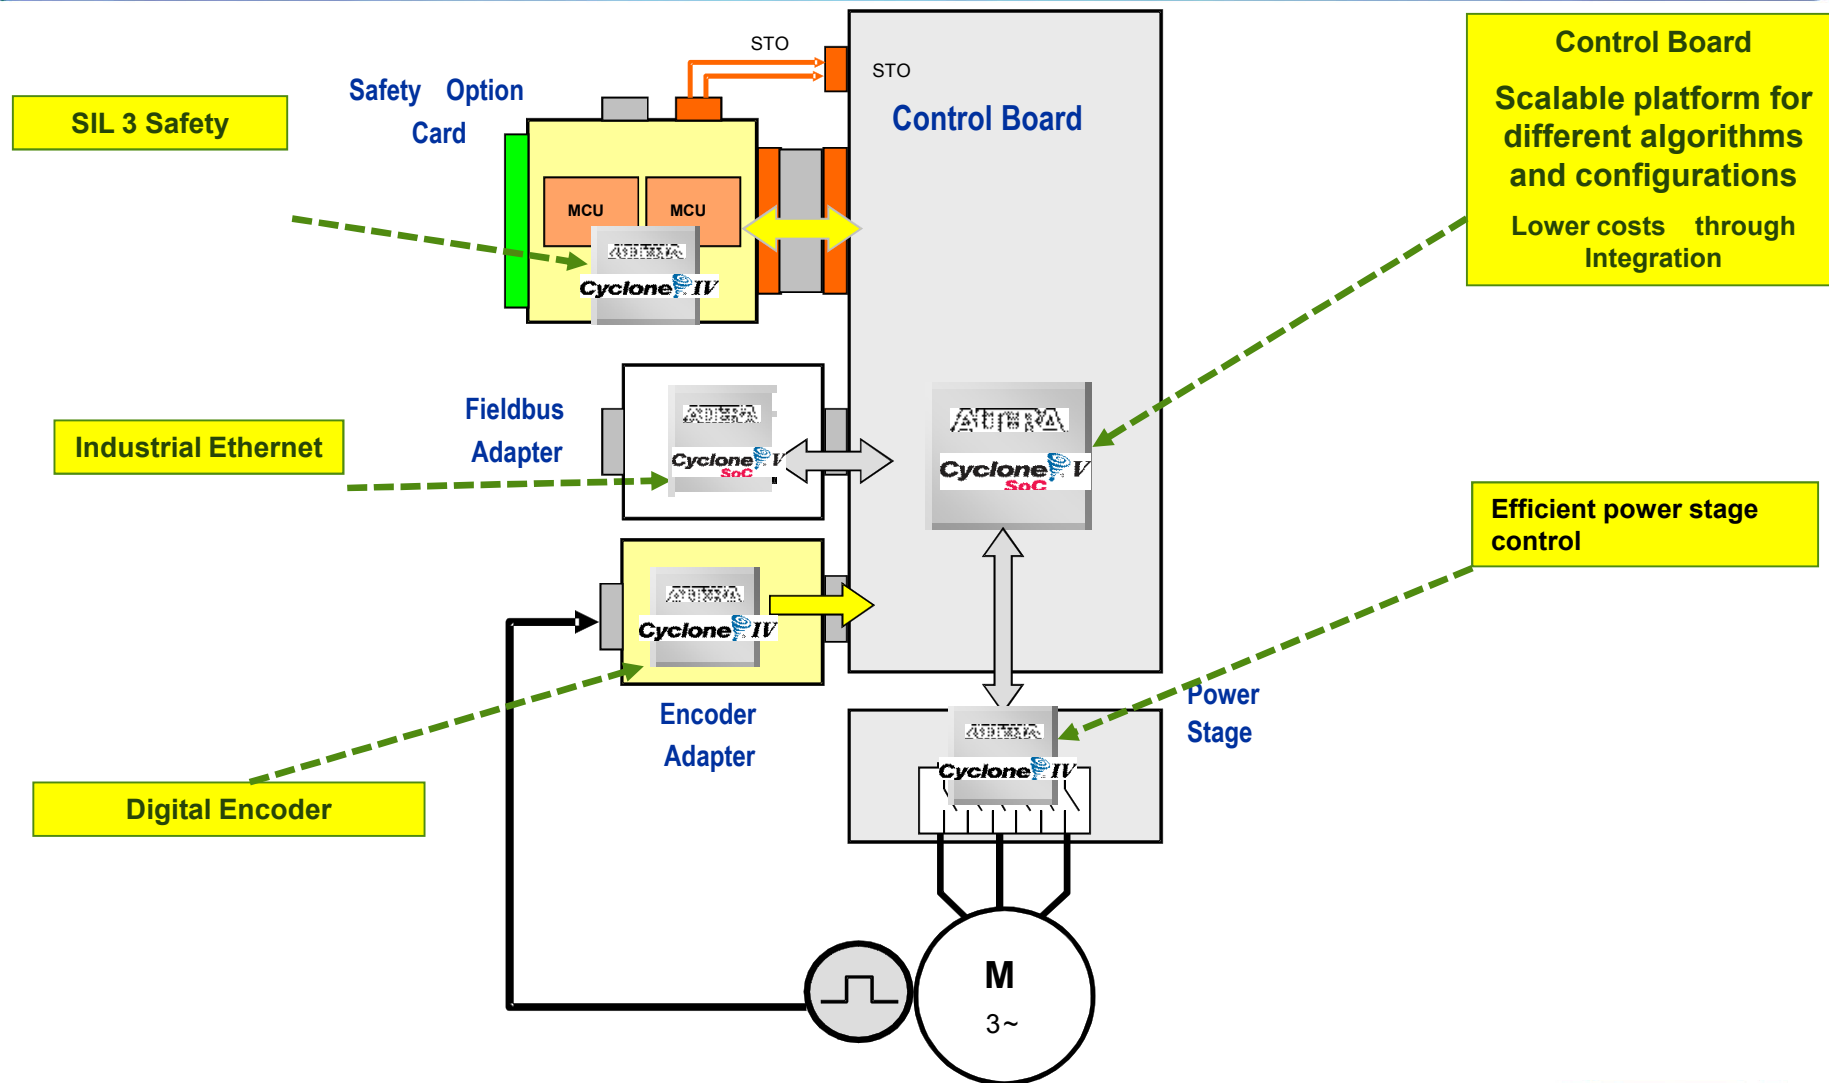 STO
STO
Safety Option
Card
SIL 3 Safety
Control Board
Control Board
Scalable platform for
different algorithms
and configurations
Lower costs through
Integration
MCU
MCU
ALTERA
Cyclone IV
Fieldbus
Adapter
Industrial Ethernet
ALTERA
Cyclone V
SoC
ALTERA
Cyclone V
SoC
Efficient power stage
control
ALTERA
Cyclone IV
Encoder
Adapter
Power
Stage
ALTERA
Cyclone IV
Digital Encoder
M
3~